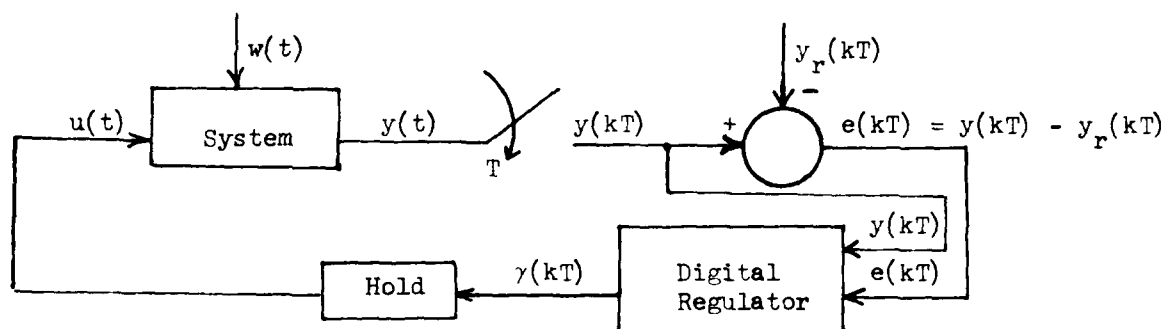 w(t)
y_r(kT)
u(t)
System
y(t)
T
y(kT)
+
−
e(kT) = y(kT) - y_r(kT)
y(kT)
e(kT)
Digital
Regulator
γ(kT)
Hold